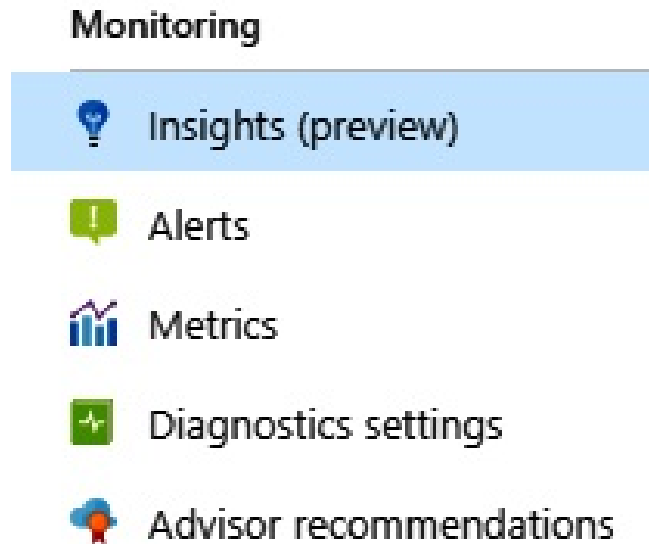 Monitoring
Insights (preview)
Alerts
Metrics
Diagnostics settings
Advisor recommendations